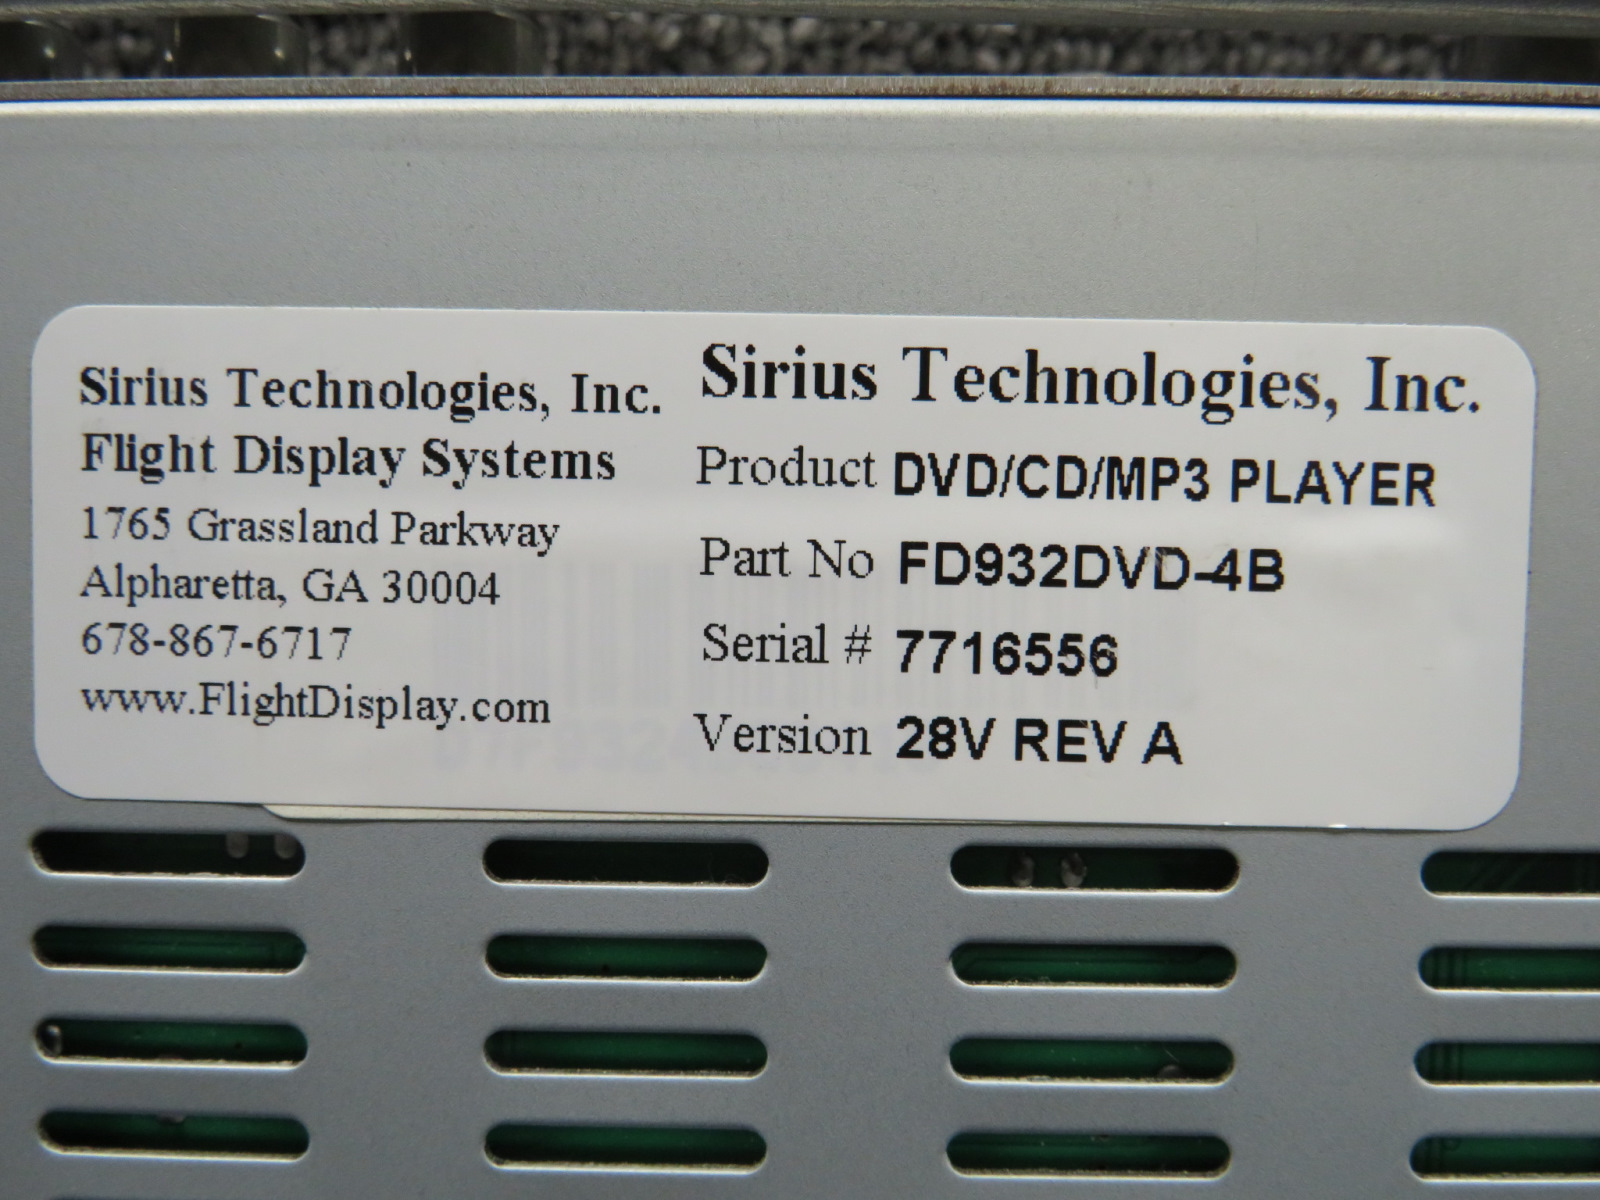 Sirius Technologies, Inc.
Flight Display Systems
1765 Grassland Parkway
Alpharetta, GA 30004
678-867-6717
www.FlightDisplay.com
Sirius Technologies, Inc.
Product DVD/CD/MP3 PLAYER
Part No FD932DVD-4B
Serial # 7716556
Version 28V REV A